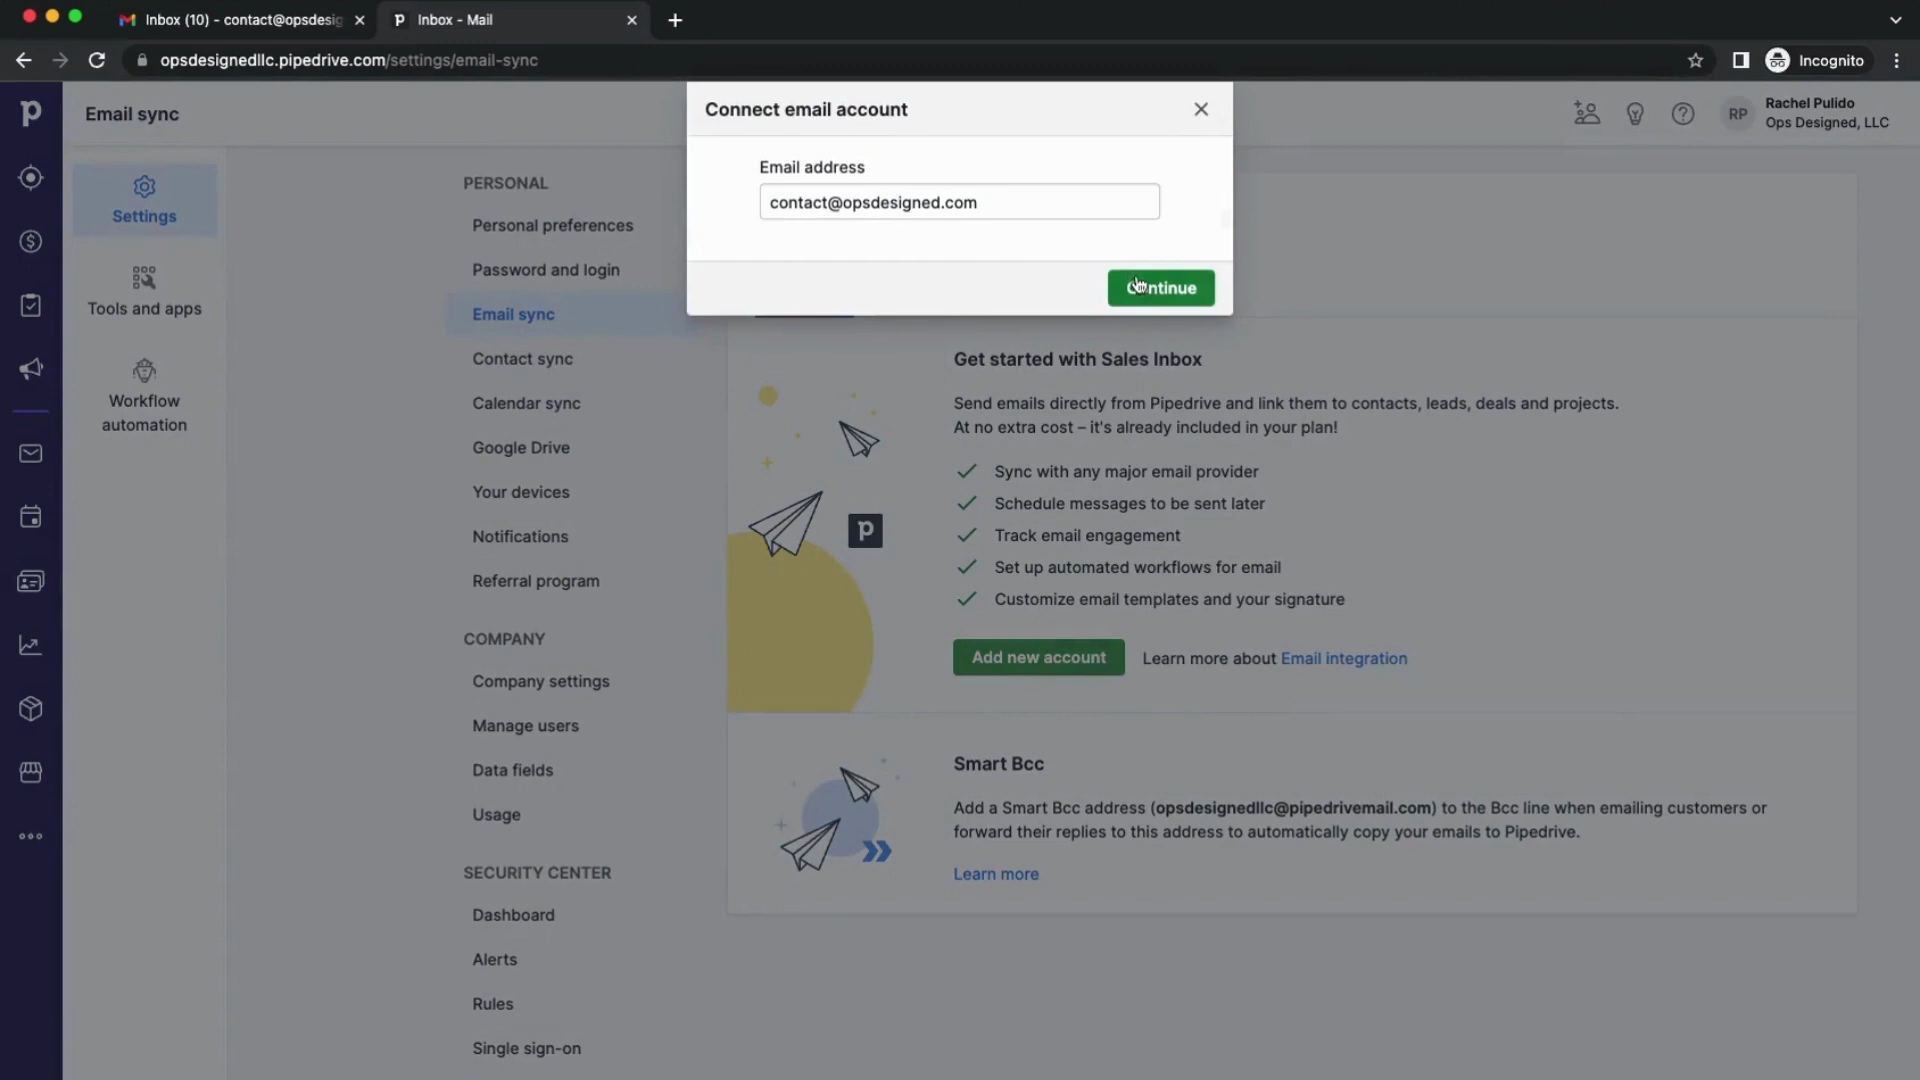 Inbox (10) - contact@opsdesig
Inbox - Mail
opsdesignedllc.pipedrive.com/settings/email-sync
Incognito
Email sync
Connect email account
RP
Rachel Pulido
Ops Designed, LLC
Email address
contact@opsdesigned.com
Continue
Settings
Tools and apps
Workflow
automation
PERSONAL
Personal preferences
Password and login
Email sync
Contact sync
Calendar sync
Google Drive
Your devices
Notifications
Referral program
COMPANY
Company settings
Manage users
Data fields
Usage
SECURITY CENTER
Dashboard
Alerts
Rules
Single sign-on
Get started with Sales Inbox
Send emails directly from Pipedrive and link them to contacts, leads, deals and projects.
At no extra cost – it's already included in your plan!
Sync with any major email provider
Schedule messages to be sent later
Track email engagement
Set up automated workflows for email
Customize email templates and your signature
Add new account
Learn more about Email integration
Smart Bcc
Add a Smart Bcc address (opsdesignedllc@pipedrivemail.com) to the Bcc line when emailing customers or
forward their replies to this address to automatically copy your emails to Pipedrive.
Learn more